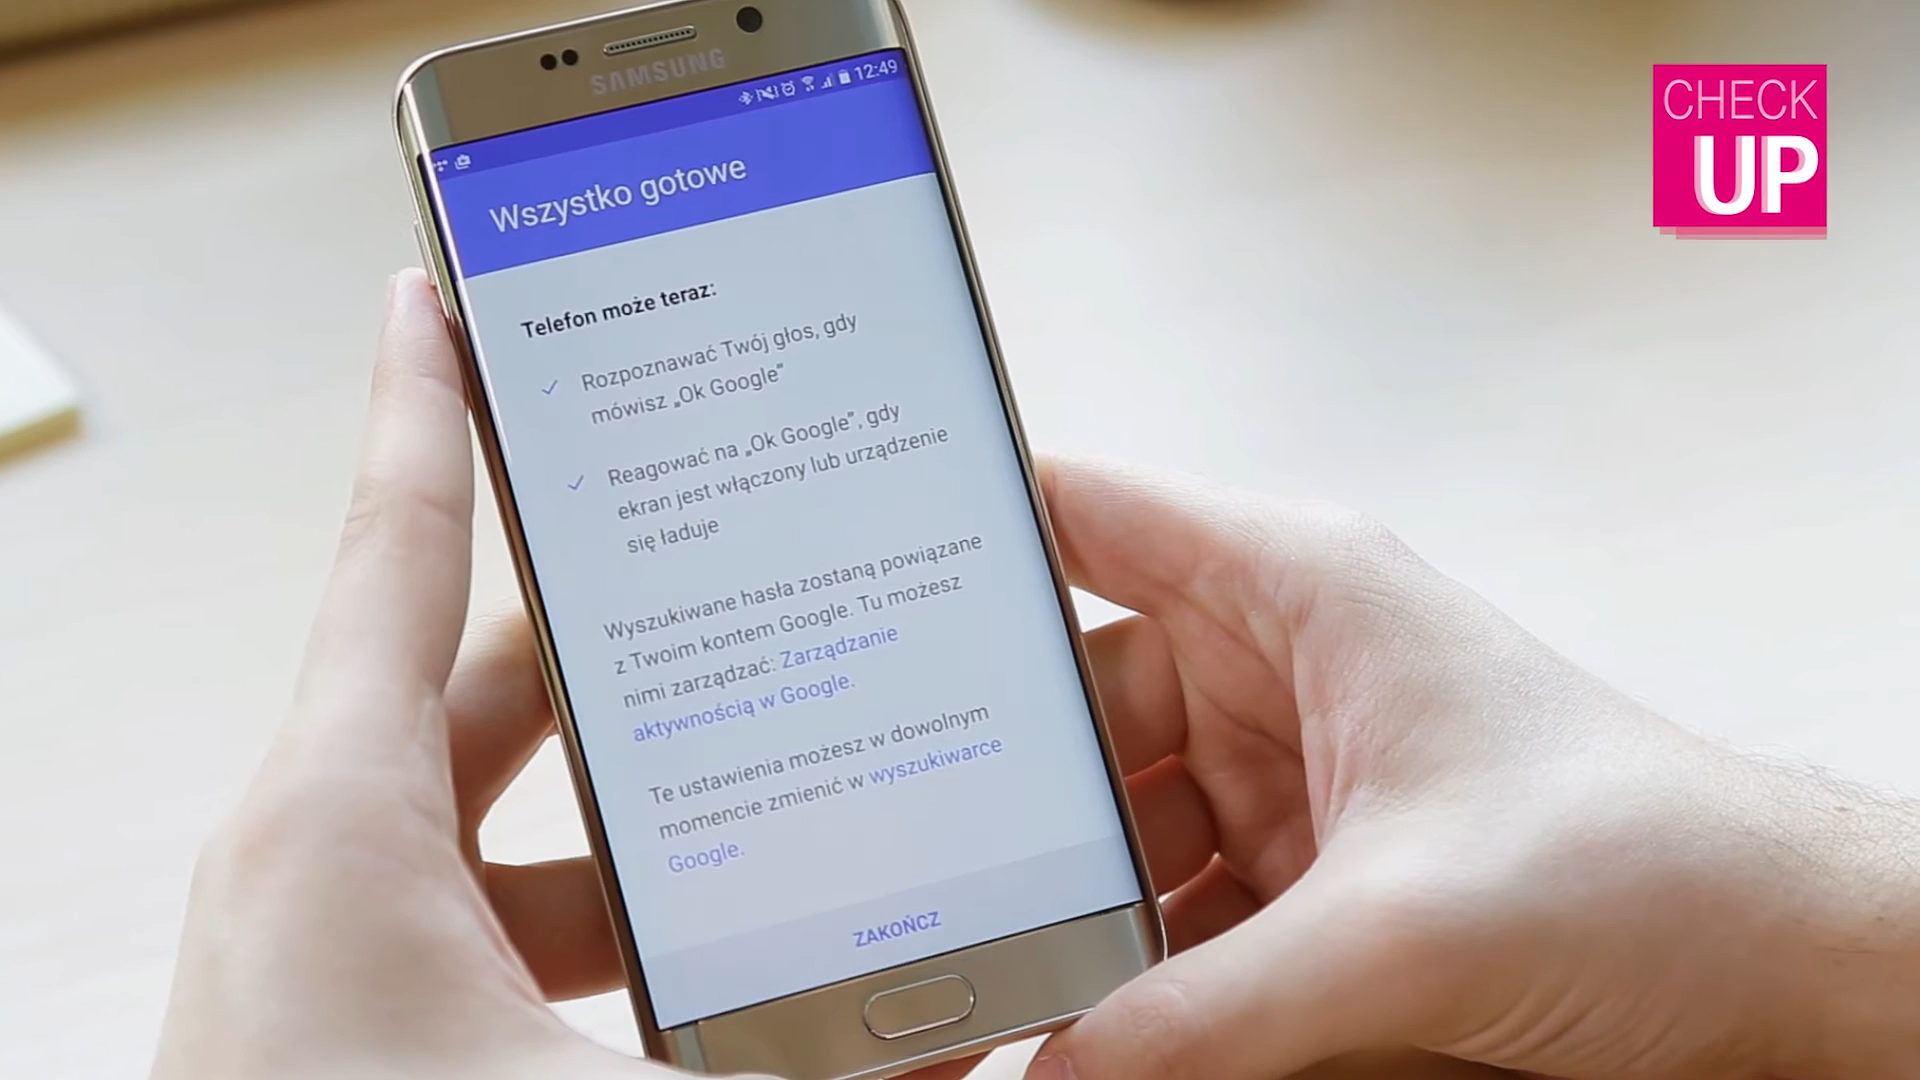 SAMSUNG
12:49
Wszystko gotowe
Telefon może teraz:
Rozpoznawać Twój głos, gdy
mówisz „Ok Google”
Reagować na „Ok Google”, gdy
ekran jest włączony lub urządzenie
się ładuje
Wyszukiwane hasła zostaną powiązane
z Twoim kontem Google. Tu możesz
nimi zarządzać: Zarządzanie
aktywnością w Google.
Te ustawienia możesz w dowolnym
momencie zmienić w wyszukiwarce
Google.
ZAKOŃCZ
CHECK
UP